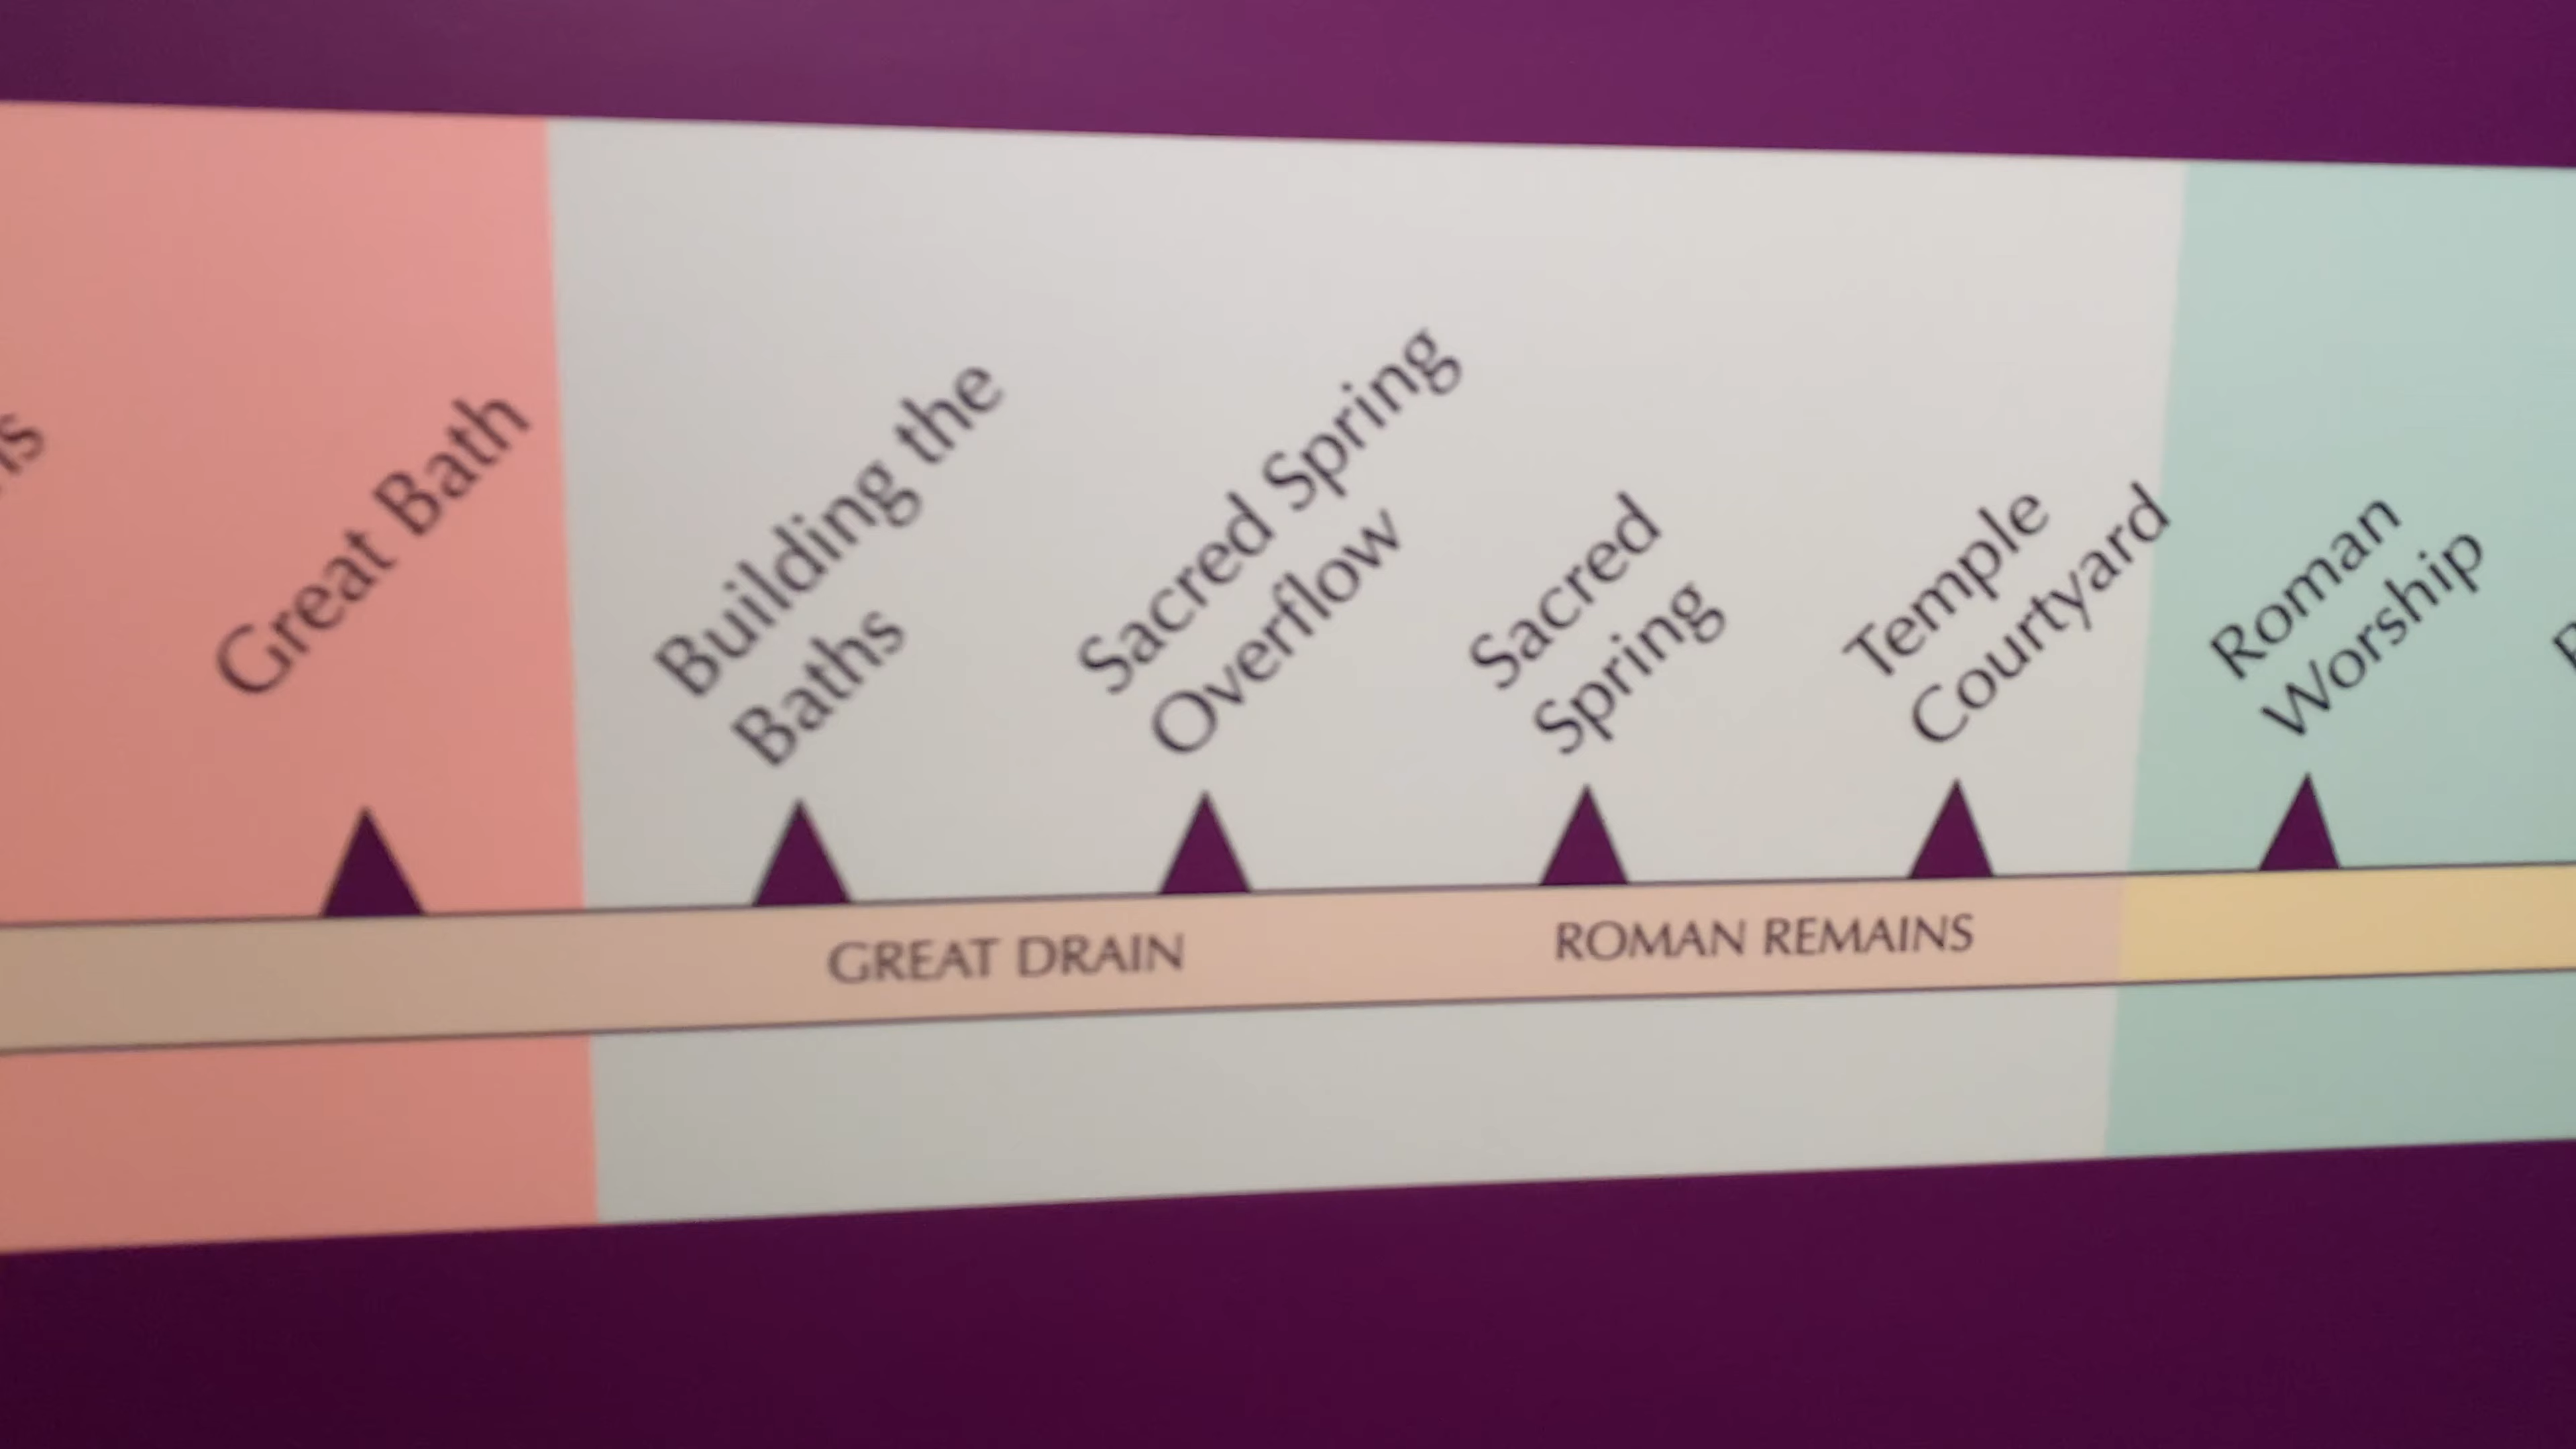 Great Bath
Building the
Baths
Sacred Spring
Overflow
Sacred
Spring
Temple
Courtyard
Roman
Worship
GREAT DRAIN
ROMAN REMAINS